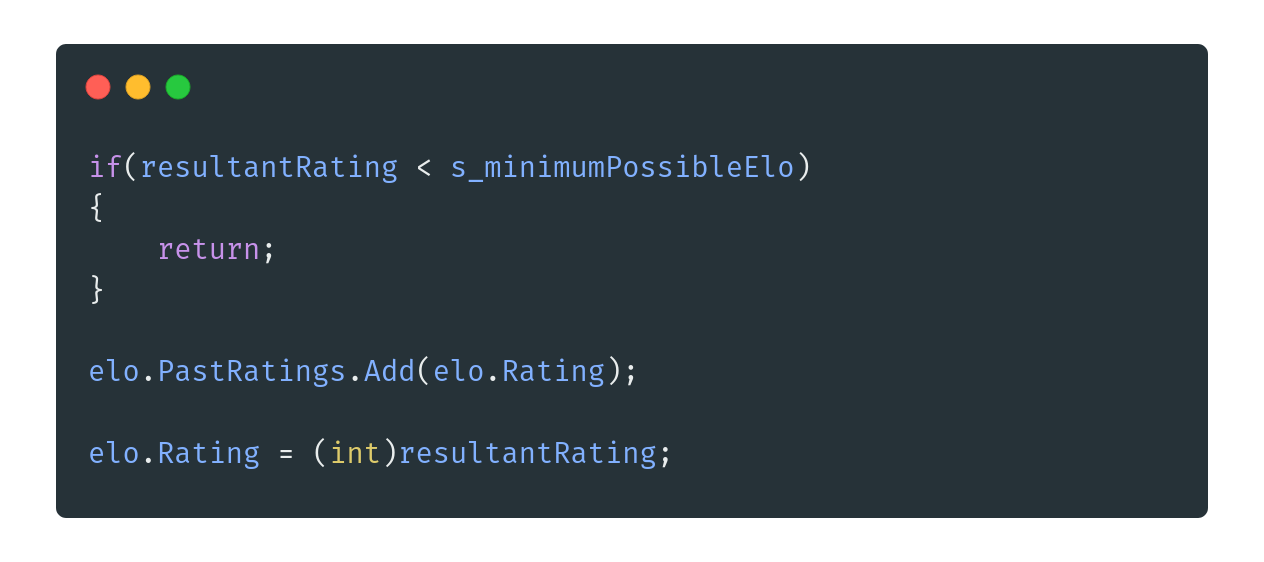 if(resultantRating < s_minimumPossibleElo)
{
    return;
}
elo.PastRatings.Add(elo.Rating);
elo.Rating = (int)resultantRating;